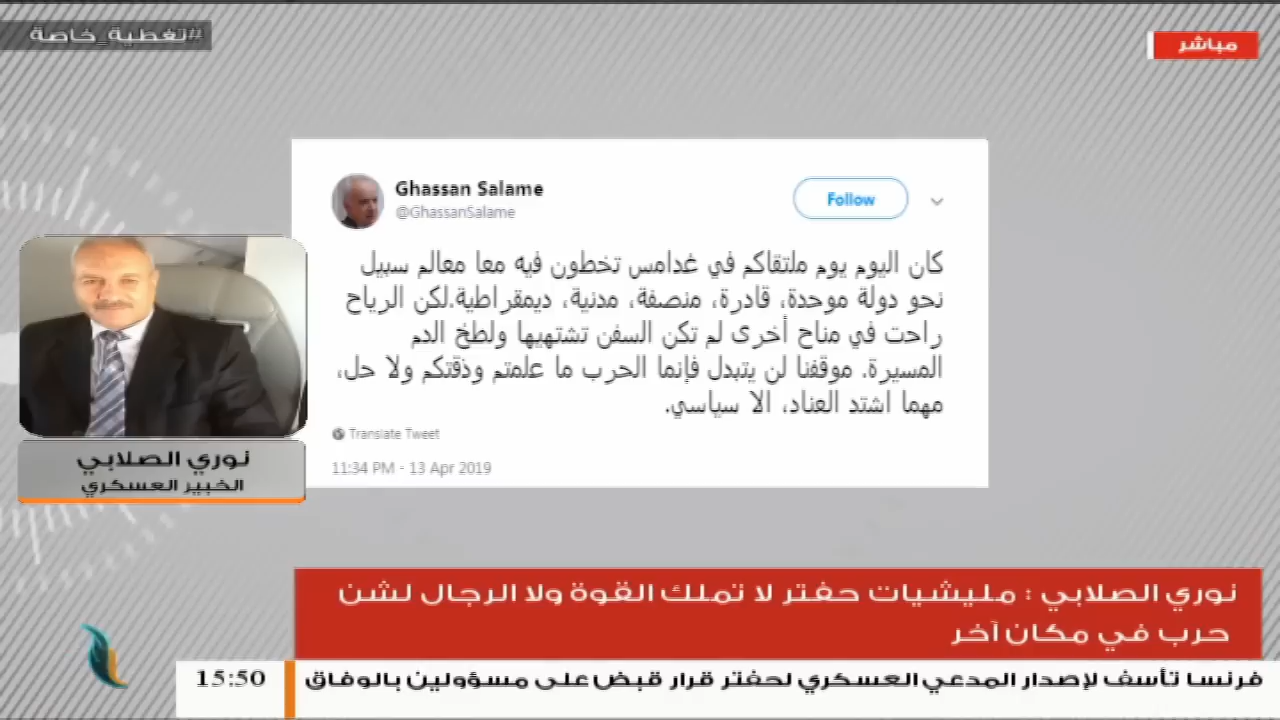 #تغطية_خاصة
مباشر
Ghassan Salame
@GhassanSalame
Follow
كان اليوم يوم ملتقاكم في غدامس تخطون فيه معا معالم سبيل
نحو دولة موحدة، قادرة، منصفة، مدنية، ديمقراطية.لكن الرياح
راحت في مناح أخرى لم تكن السفن تشتهيها ولطخ الدم
المسيرة. موقفنا لن يتبدل فإنما الحرب ما علمتم وذقتكم ولا حل،
مهما اشتد العناد، الا سياسي.
Translate Tweet
11:34 PM - 13 Apr 2019
نوري الصلابي
الخبير العسكري
نوري الصلابي : مليشيات حفتر لا تملك القوة ولا الرجال لشن
حرب في مكان آخر
15:50
فرنسا تأسف لإصدار المدعي العسكري لحفتر قرار قبض على مسؤولين بالوفاق